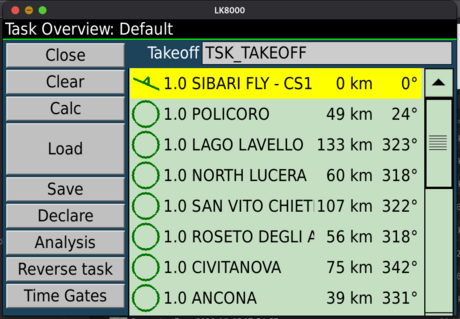 LK8000
Task Overview: Default
Close
Clear
Calc
Load
Save
Declare
Analysis
Reverse task
Time Gates
Takeoff TSK_TAKEOFF
1.0 SIBARI FLY - CS1 0 km 0°
1.0 POLICORO 49 km 24°
1.0 LAGO LAVELLO 133 km 323°
1.0 NORTH LUCERA 60 km 318°
1.0 SAN VITO CHIETI 107 km 322°
1.0 ROSETO DEGLI 56 km 318°
1.0 CIVITANOVA 75 km 342°
1.0 ANCONA 39 km 331°